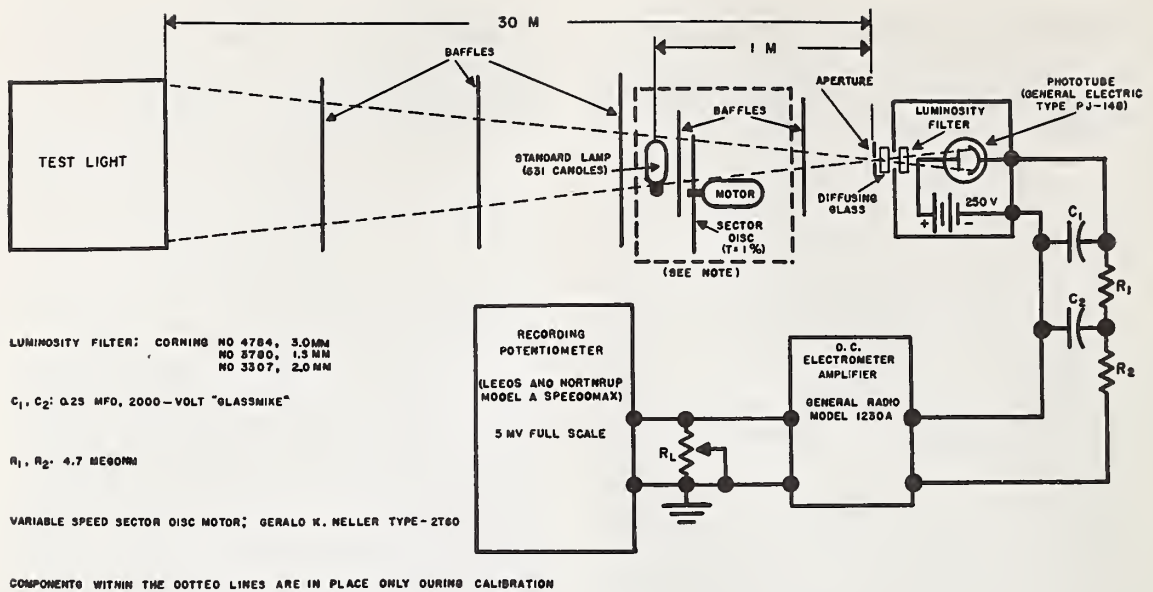 30 M
1 M
BAFFLES
APERTURE
PHOTOTUBE
(GENERAL ELECTRIC
TYPE PJ-14B)
LUMINOSITY
FILTER
BAFFLES
TEST LIGHT
STANDARD LAMP
(631 CANDLES)
MOTOR
DIFFUSING
GLASS
250 V
+
-
SECTOR
DISC
(T=1%)
(SEE NOTE)
C1
R1
C2
R2
RECORDING
POTENTIOMETER
(LEEDS AND NORTHRUP
MODEL A SPEEDOMAX)
5 MV FULL SCALE
D.C.
ELECTROMETER
AMPLIFIER
GENERAL RADIO
MODEL 1230A
RL
LUMINOSITY FILTER; CORNING NO 4784, 3.0MM
NO 3780, 1.5 MM
NO 3307, 2.0MM
C1, C2: 0.25 MFD, 2000-VOLT "GLASSMIKE"
R1, R2. 4.7 MEGOHM
VARIABLE SPEED SECTOR DISC MOTOR; GERALD K. HELLER TYPE-2T60
COMPONENTS WITHIN THE DOTTED LINES ARE IN PLACE ONLY DURING CALIBRATION